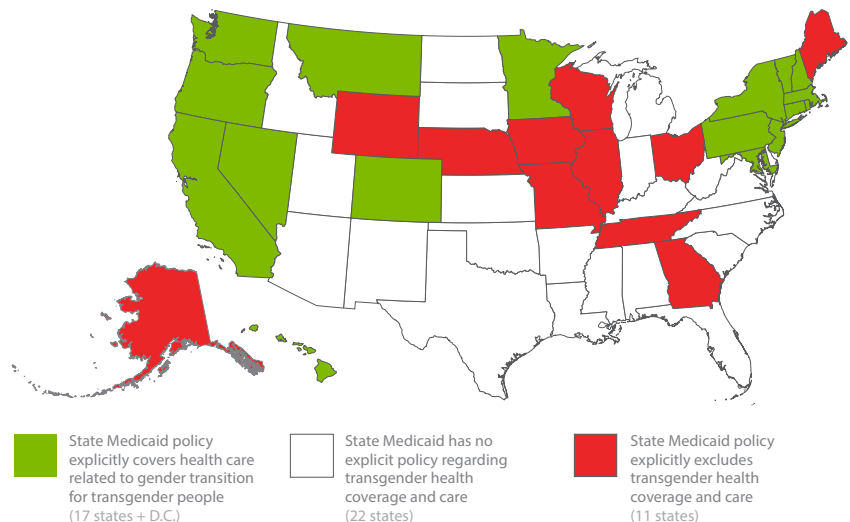 State Medicaid policy
explicitly covers health care
related to gender transition
for transgender people
(17 states + D.C.)
State Medicaid has no
explicit policy regarding
transgender health
coverage and care
(22 states)
State Medicaid policy
explicitly excludes
transgender health
coverage and care
(11 states)